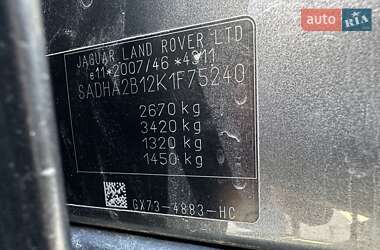 auto RIA
JAGUAR LAND ROVER LTD
e11*2007/46 *4311
SADHA2B12K1F75240
2670 kg
3420 kg
1320 kg
1450 kg
GX73-4883-HC